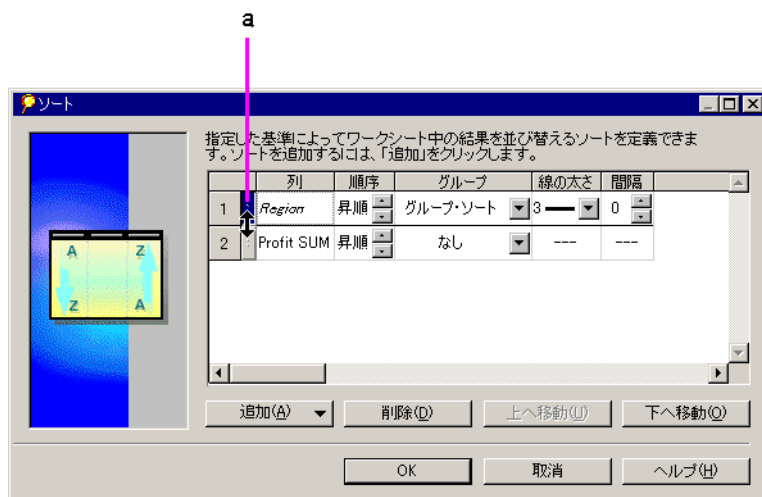 a
ソート
指定した基準によってワークシート中の結果を並び替えるソートを定義できま
す。ソートを追加するには、「追加」をクリックします。
列 順序 グループ 線の太さ 間隔
1 Region 昇順 グループ・ソート 3 0
2 Profit SUM 昇順 なし --- ---
A Z
Z A
追加(A) 削除(D) 上へ移動(U) 下へ移動(O)
OK 取消 ヘルプ(H)